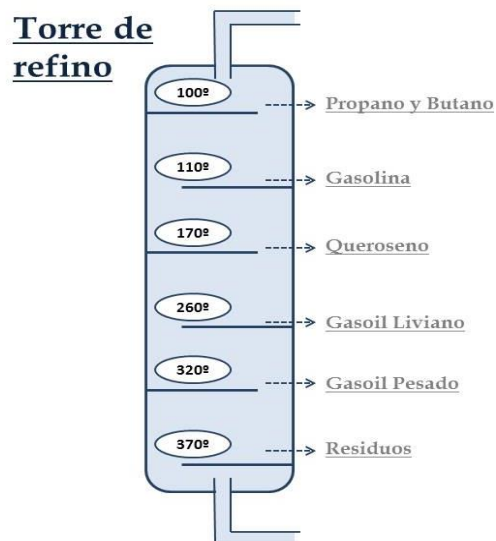 Torre de
refino
100º
Propano y Butano
110º
Gasolina
170º
Queroseno
260º
Gasoil Liviano
320º
Gasoil Pesado
370º
Residuos